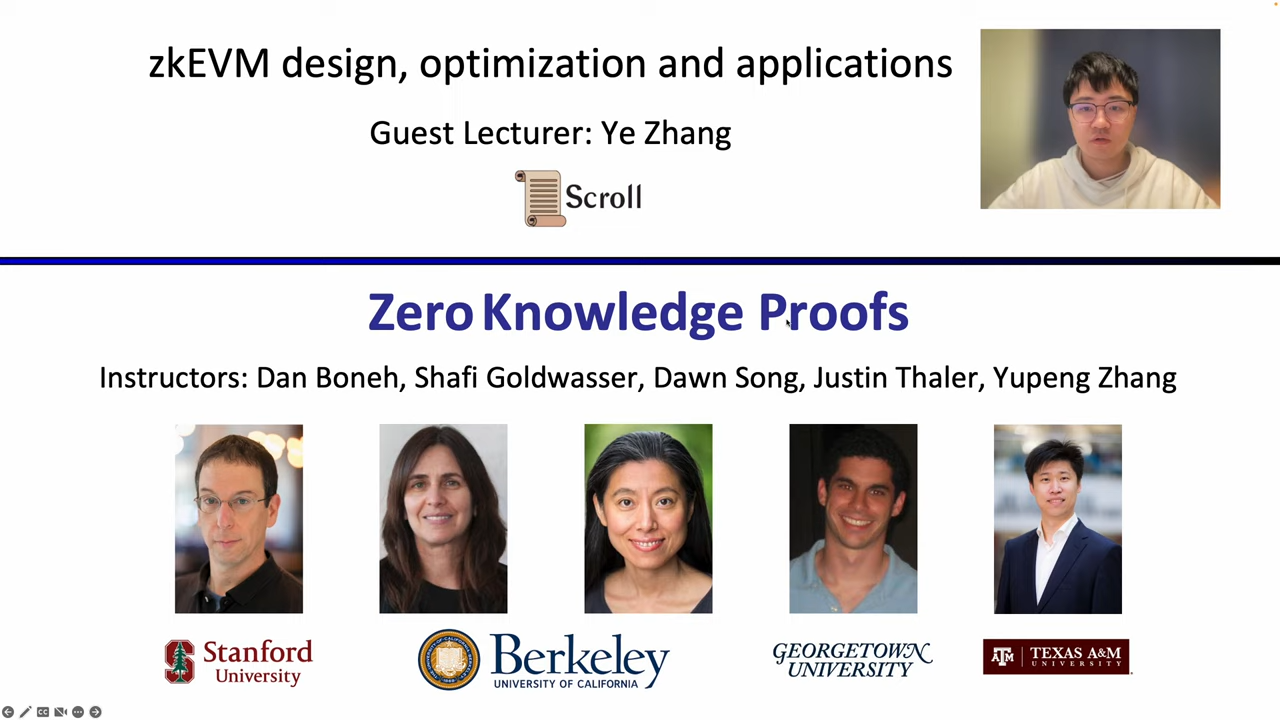 zkEVM design, optimization and applications
Guest Lecturer: Ye Zhang
Scroll
Zero Knowledge Proofs
Instructors: Dan Boneh, Shafi Goldwasser, Dawn Song, Justin Thaler, Yupeng Zhang
Stanford
University
Berkeley
UNIVERSITY OF CALIFORNIA
GEORGETOWN
UNIVERSITY
ATM TEXAS A&M
UNIVERSITY